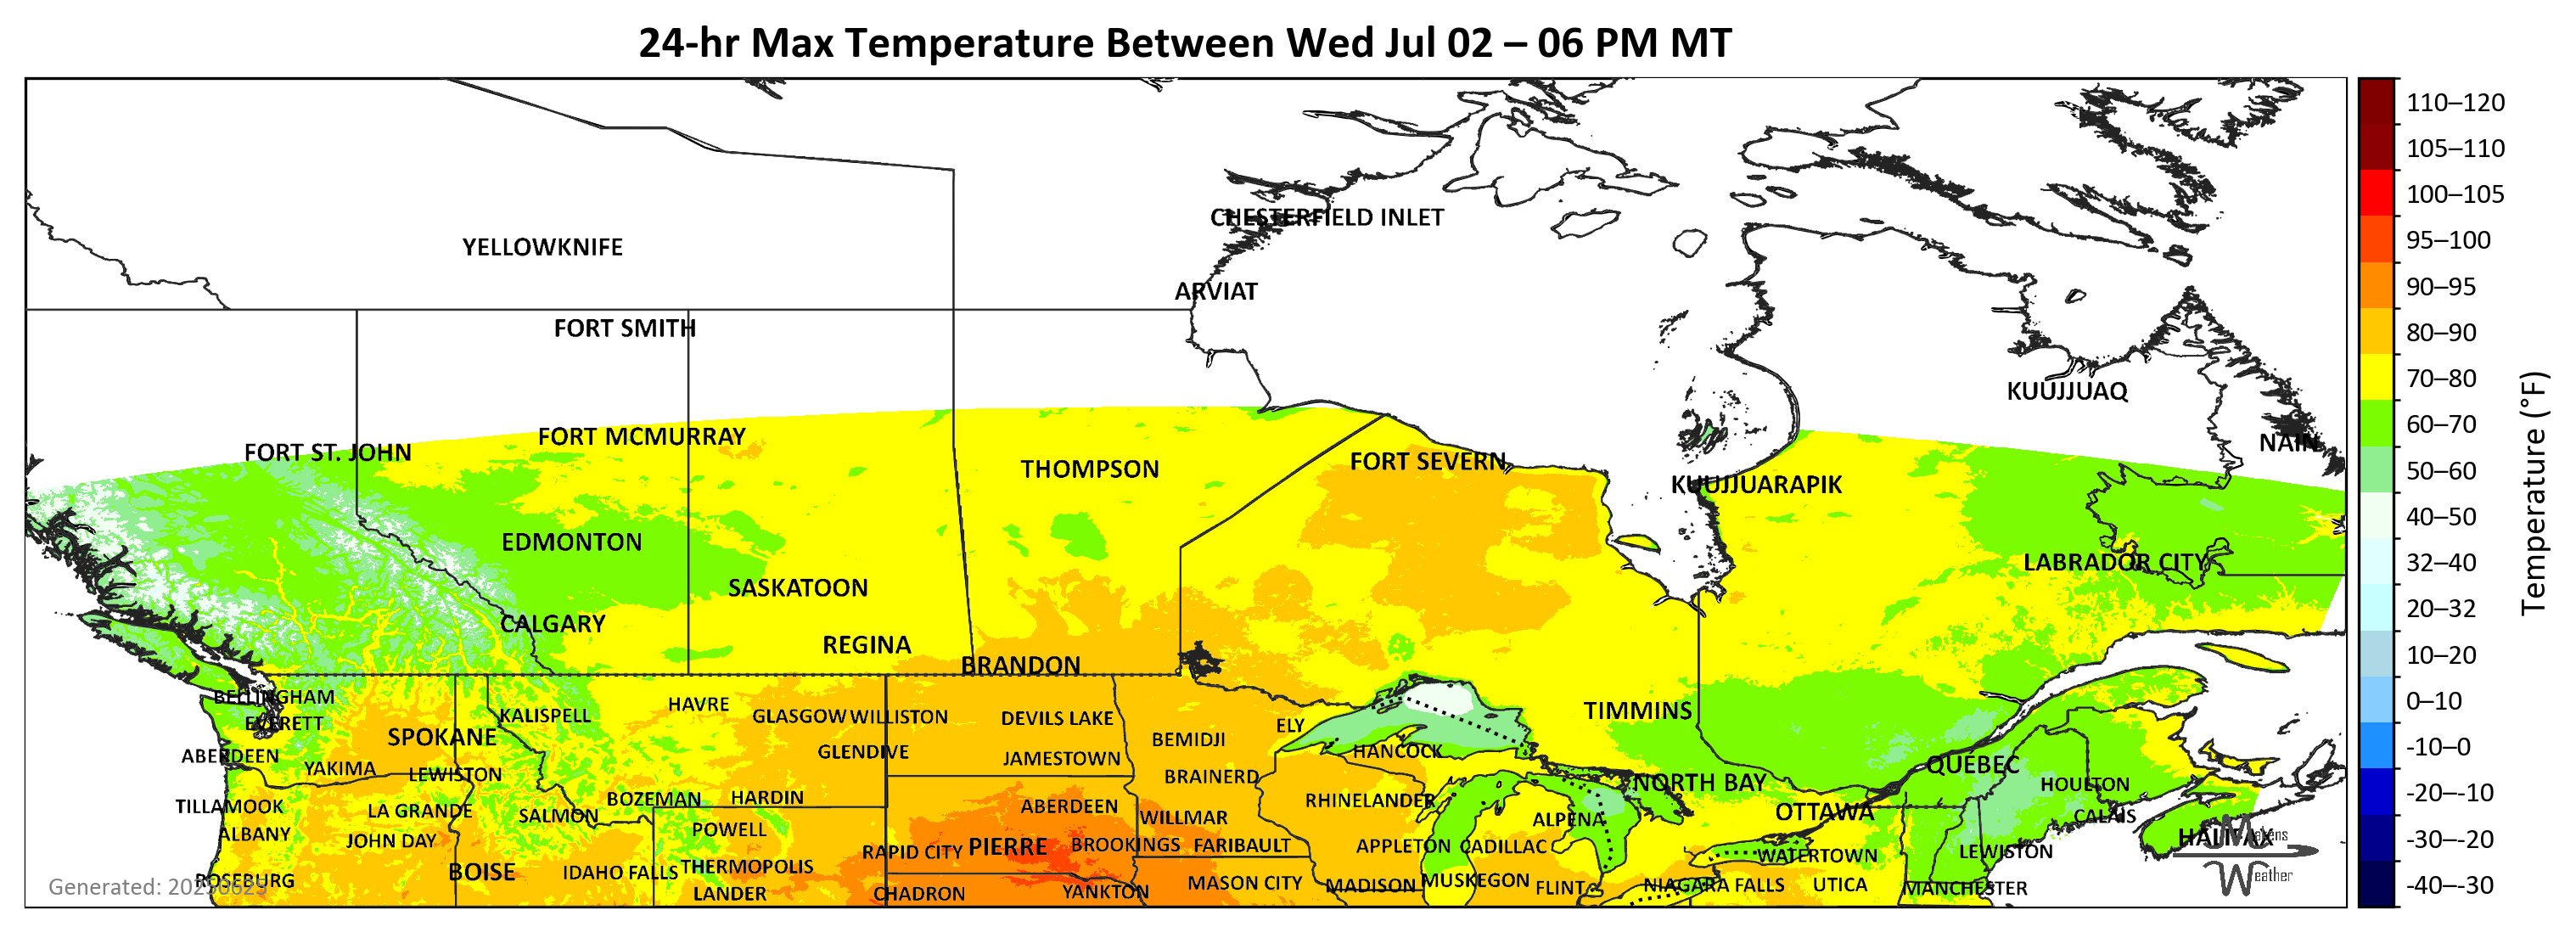 24-hr Max Temperature Between Wed Jul 02 – 06 PM MT
CHESTERFIELD INLET
YELLOWKNIFE
ARVIAT
FORT SMITH
KUUJJUAQ
FORT MCMURRAY
NAIN
FORT ST. JOHN
FORT SEVERN
THOMPSON
KUUJJUARAPIK
EDMONTON
LABRADOR CITY
SASKATOON
CALGARY
REGINA
BRANDON
BELLINGHAM
HAVRE
KALISPELL
GLASGOW
WILLISTON
DEVILS LAKE
TIMMINS
EVERETT
ELY
SPOKANE
BEMIDJI
GLENDIVE
HANCOCK
ABERDEEN
JAMESTOWN
QUÉBEC
YAKIMA
LEWISTON
BRAINERD
NORTH BAY
HOULTON
BOZEMAN
HARDIN
RHINELANDER
TILLAMOOK
LA GRANDE
SALMON
ABERDEEN
WILLMAR
ALPENA
OTTAWA
CALAIS
ALBANY
POWELL
HALIFAX
JOHN DAY
PIERRE
BROOKINGS
FARIBAULT
APPLETON
CADILLAC
RAPID CITY
WATERTOWN
LEWISTON
BOISE
IDAHO FALLS
THERMOPOLIS
ROSEBURG
MASON CITY
MADISON
MUSKEGON
FLINT
NIAGARA FALLS
UTICA
MANCHESTER
LANDER
CHADRON
YANKTON
Generated: 20250625
Makens
Weather
110–120
105–110
100–105
95–100
90–95
80–90
70–80
60–70
50–60
40–50
32–40
20–32
10–20
0–10
-10–0
-20–-10
-30–-20
-40–-30
Temperature (°F)